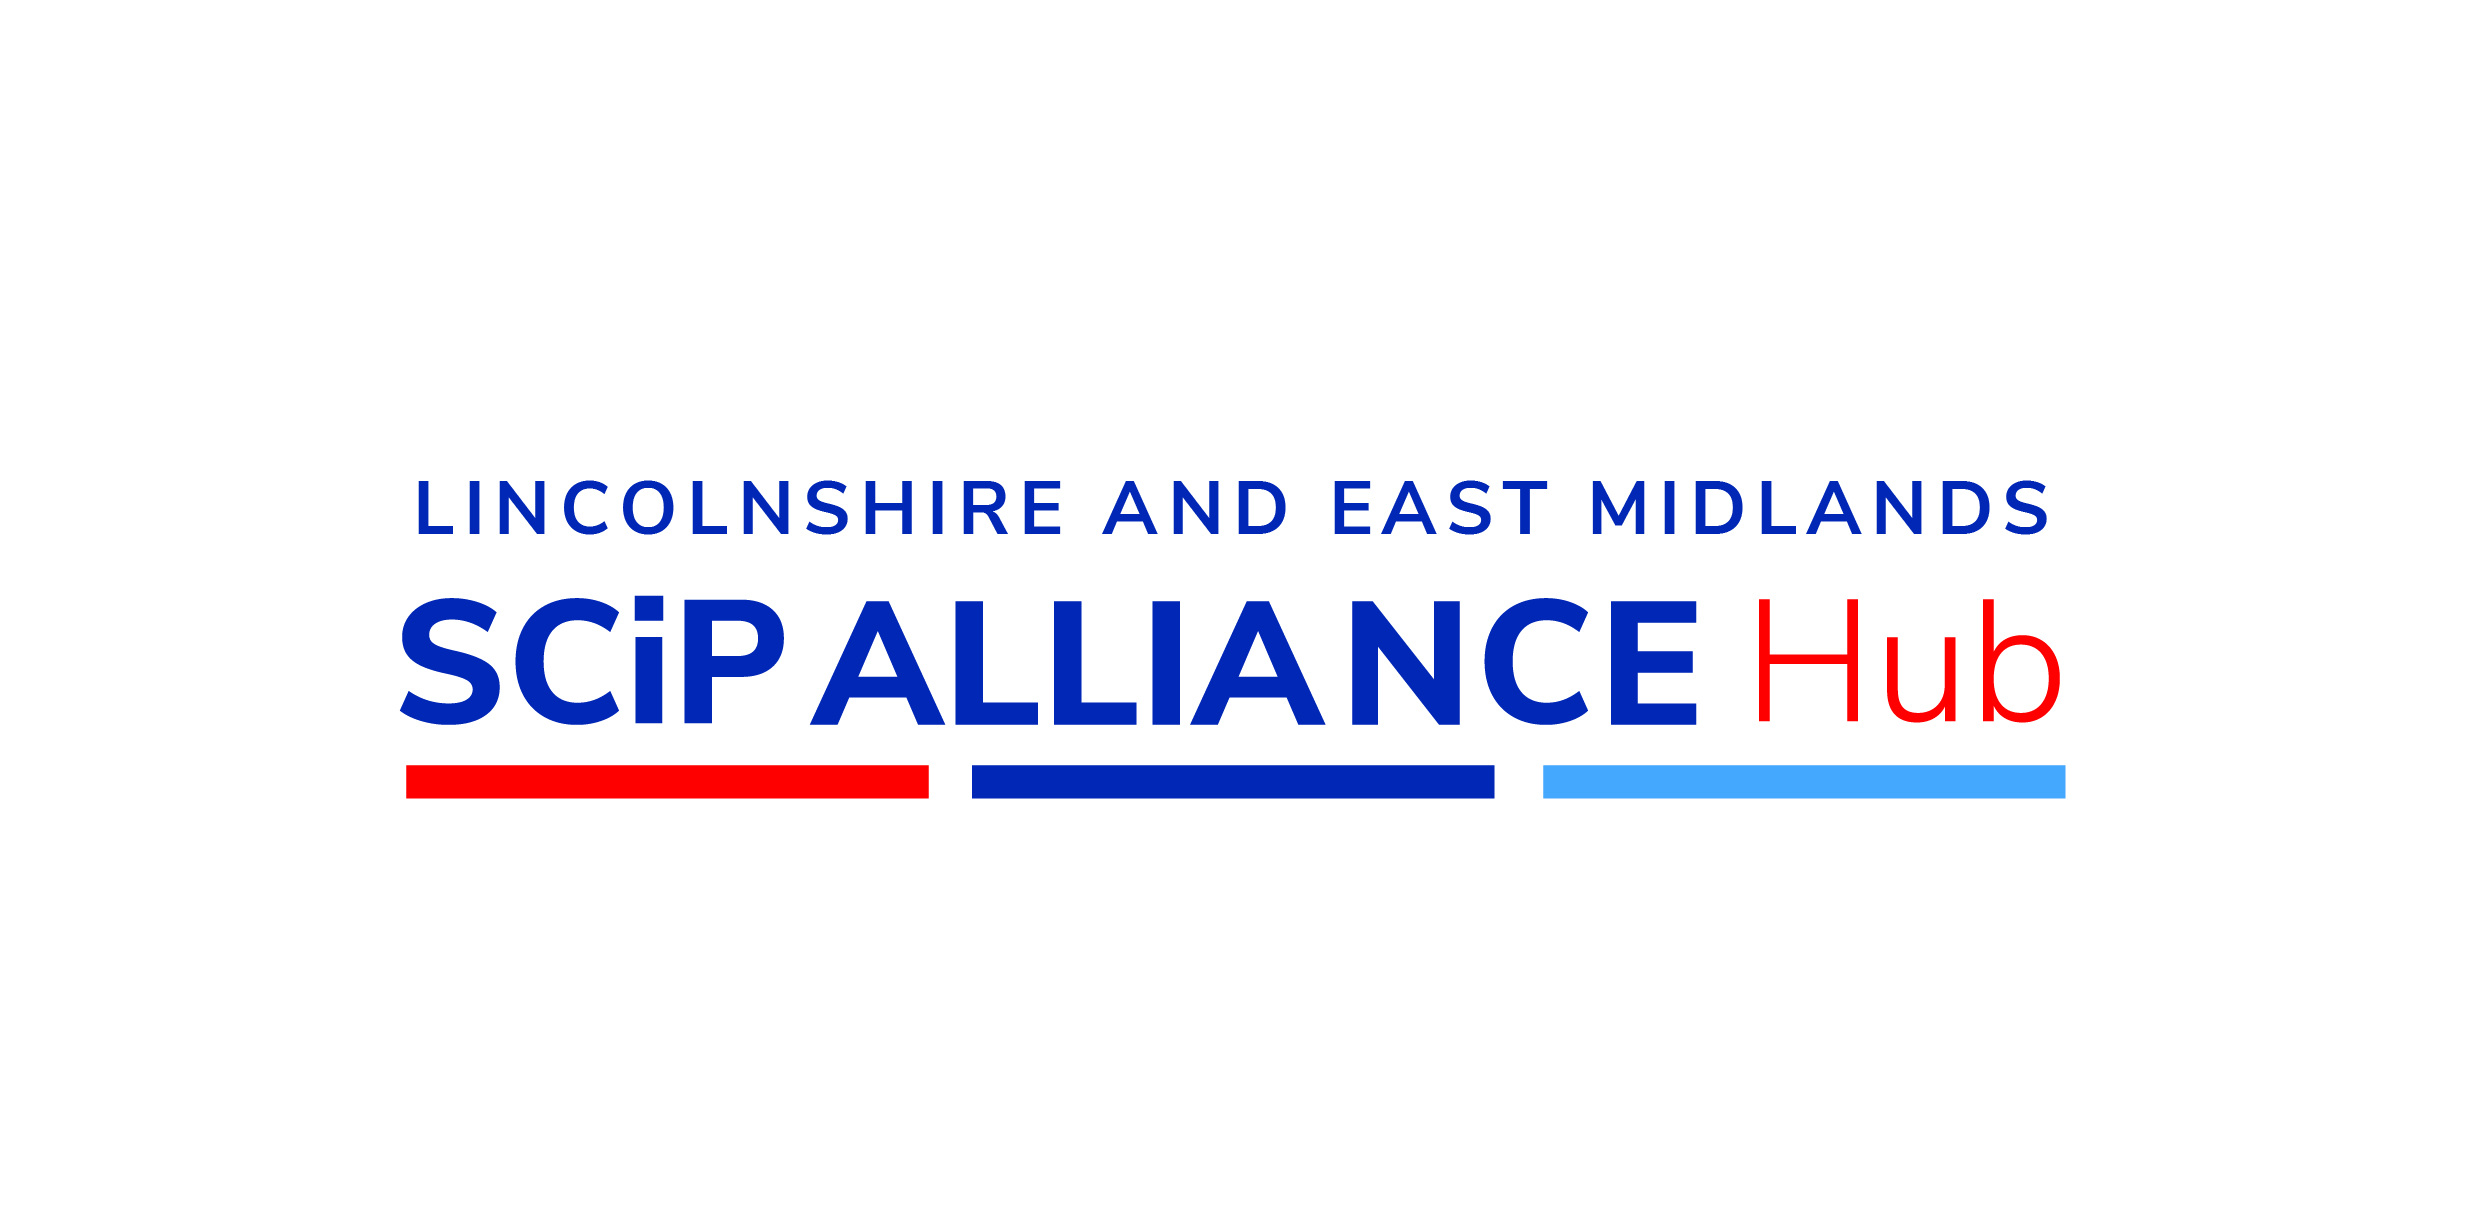 LINCOLNSHIRE AND EAST MIDLANDS
SCiP ALLIANCE Hub